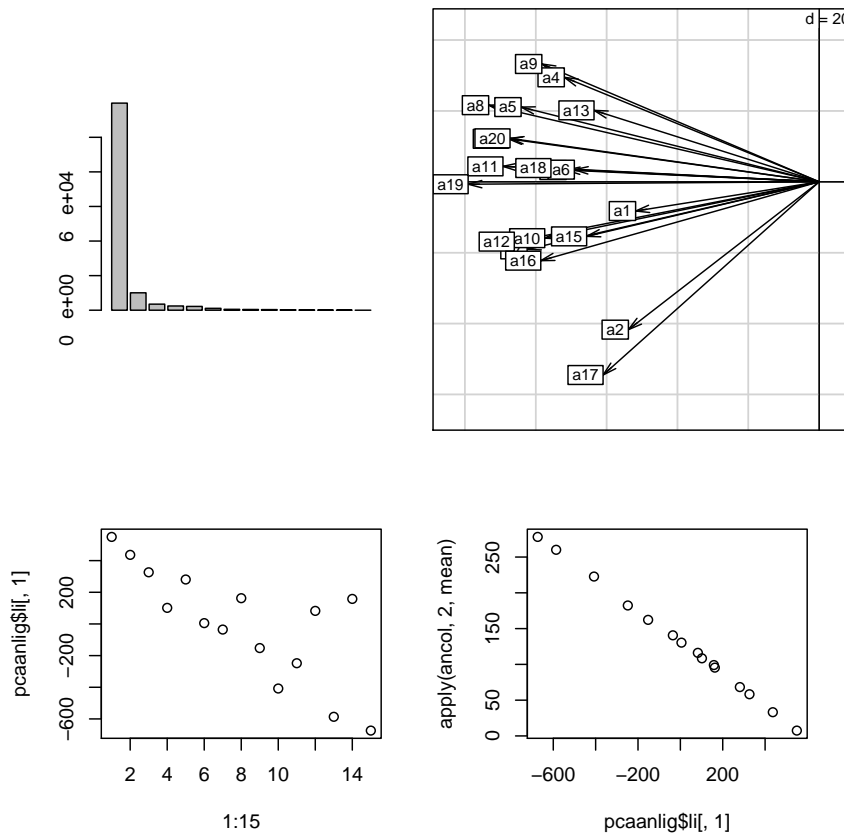 d = 20
a9
a4
a8
a5
a13
a20
a11
a18
a6
a19
a1
a12
a10
a15
a16
a2
a17
0 e+00
6 e+04
pcaanlig$li[, 1]
200
−200
−600
2
4
6
8
10
14
1:15
apply(ancol, 2, mean)
250
150
50
0
−600
−200
200
pcaanlig$li[, 1]